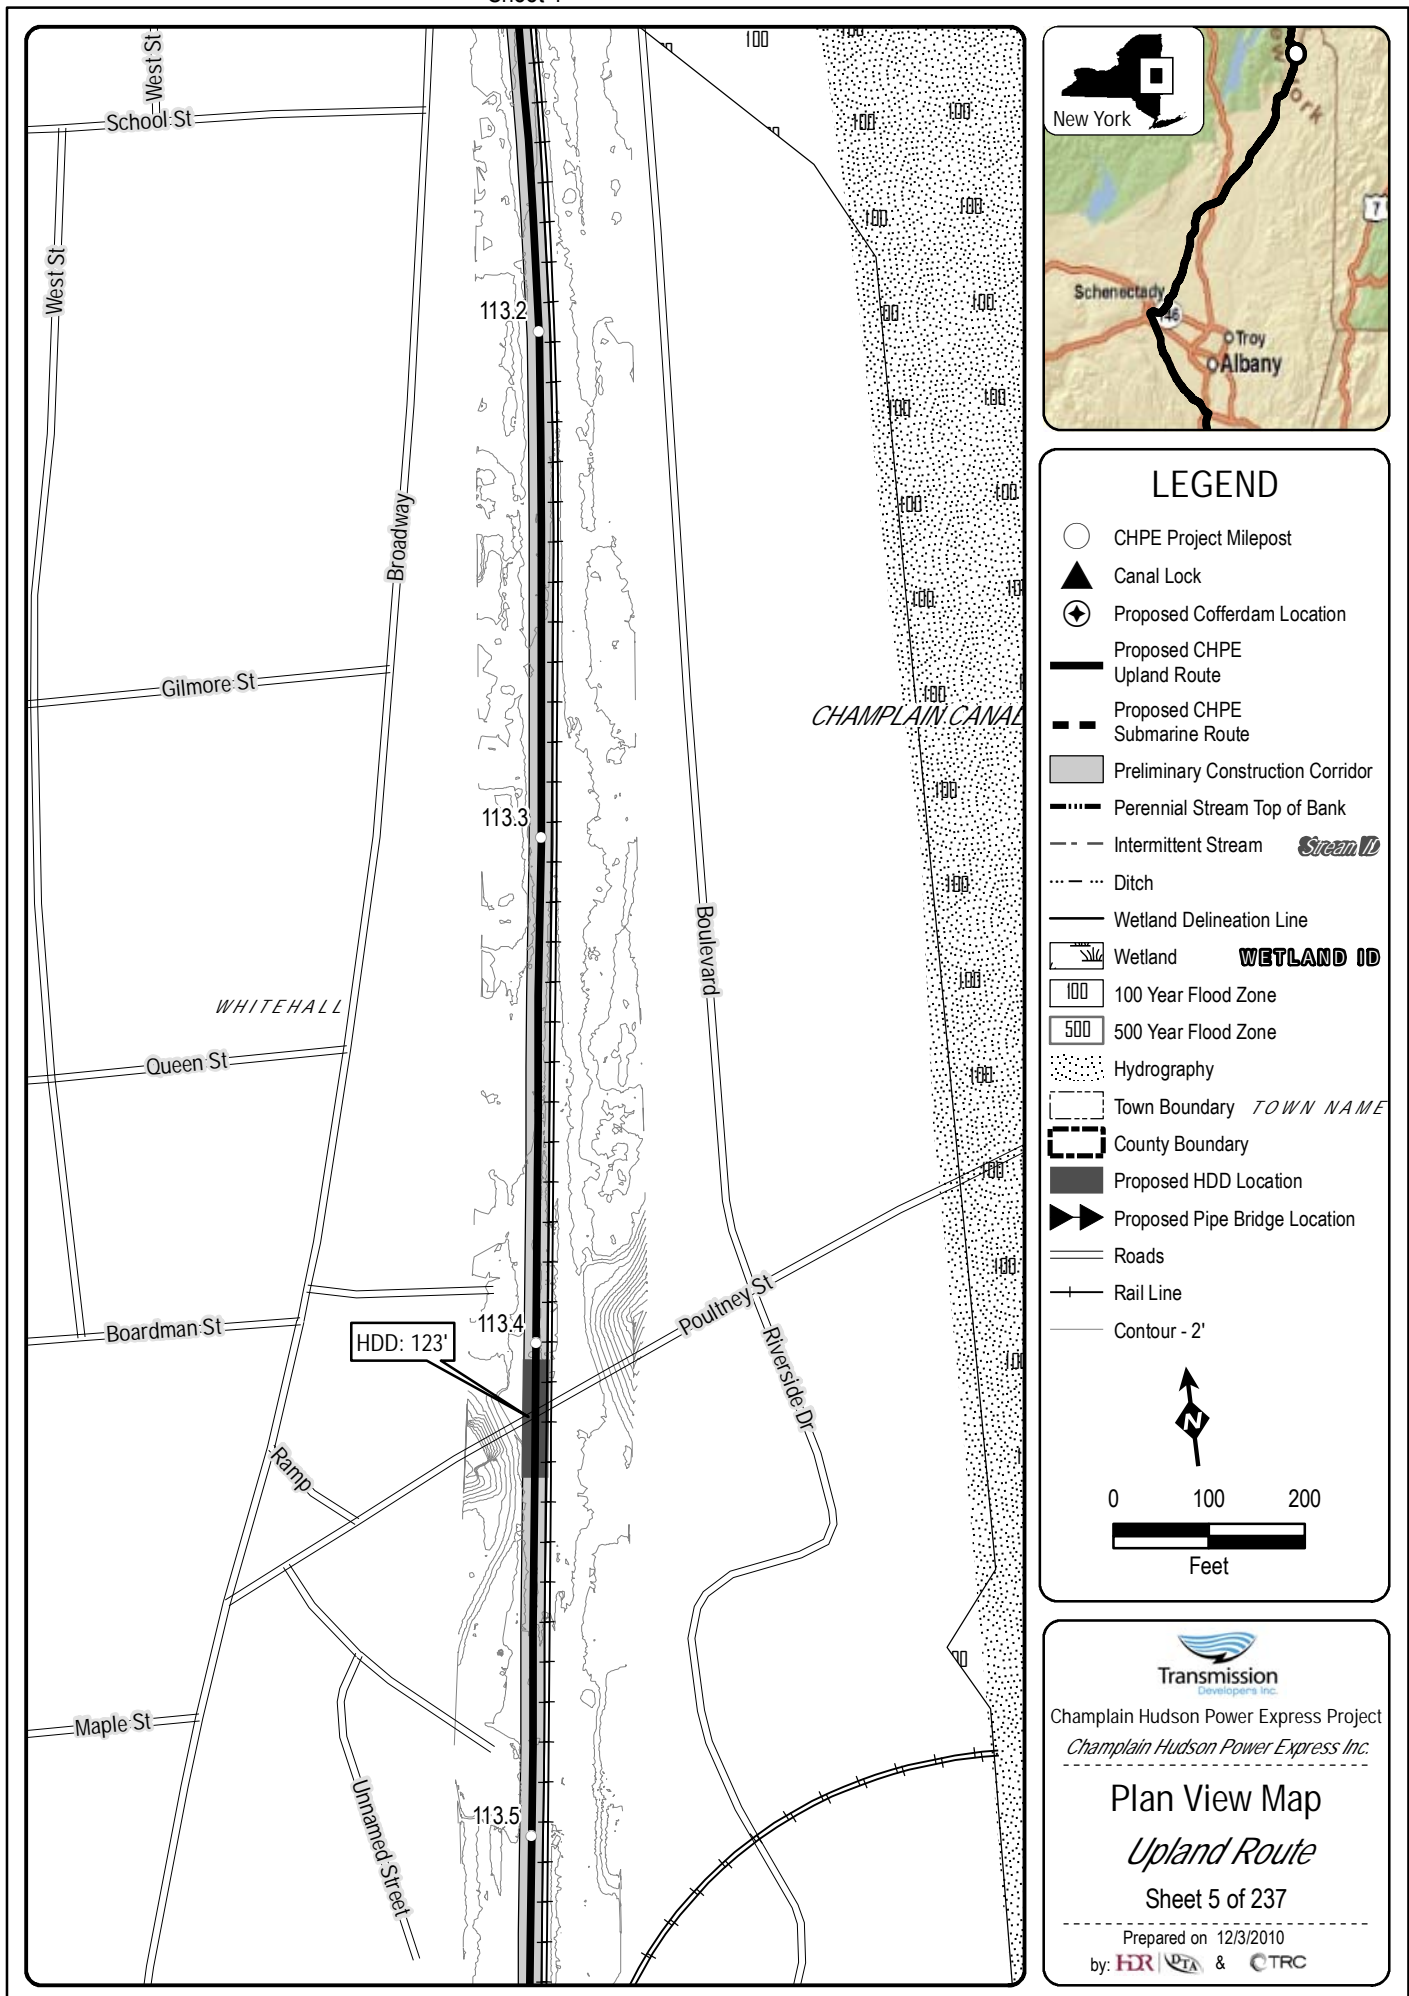 100
100
100
West St
School St
100
100
West St
100
100
113.2
100
100
New York
York
7
Schenectady
146
Troy
Albany
100
100
Broadway
100
100
100
Gilmore St
100
CHAMPLAIN CANAL
100
113.3
100
Boulevard
100
WHITEHALL
Queen St
100
100
100
113.4
Poultney St
Boardman St
HDD: 123'
Riverside Dr
Ramp
Maple St
Unnamed Street
113.5
LEGEND
CHPE Project Milepost
Canal Lock
Proposed Cofferdam Location
Proposed CHPE
Upland Route
Proposed CHPE
Submarine Route
Preliminary Construction Corridor
Perennial Stream Top of Bank
Intermittent Stream Stream ID
Ditch
Wetland Delineation Line
Wetland WETLAND ID
100 100 Year Flood Zone
500 500 Year Flood Zone
Hydrography
Town Boundary TOWN NAME
County Boundary
Proposed HDD Location
Proposed Pipe Bridge Location
Roads
Rail Line
Contour - 2'
N
0 100 200
Feet
Transmission
Developers Inc.
Champlain Hudson Power Express Project
Champlain Hudson Power Express Inc.
Plan View Map
Upland Route
Sheet 5 of 237
Prepared on 12/3/2010
by: HDR DTA & TRC